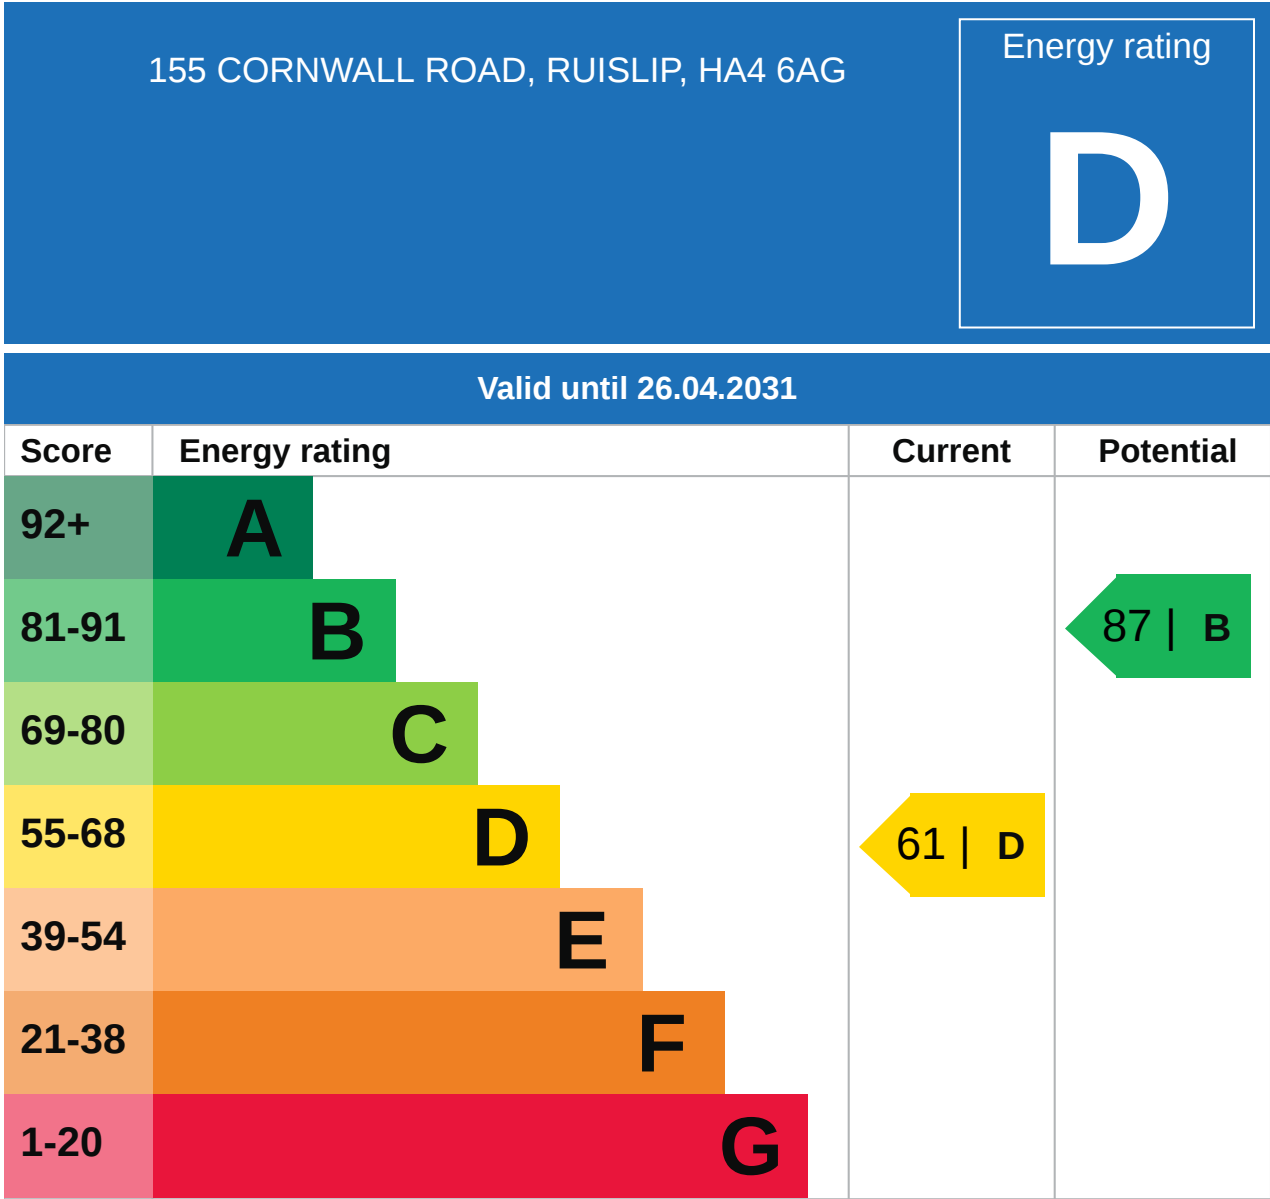 155 CORNWALL ROAD, RUISLIP, HA4 6AG
Energy rating
D
Valid until 26.04.2031
Score Energy rating Current Potential
92+ A
81-91 B 87 | B
69-80 C
55-68 D 61 | D
39-54 E
21-38 F
1-20 G